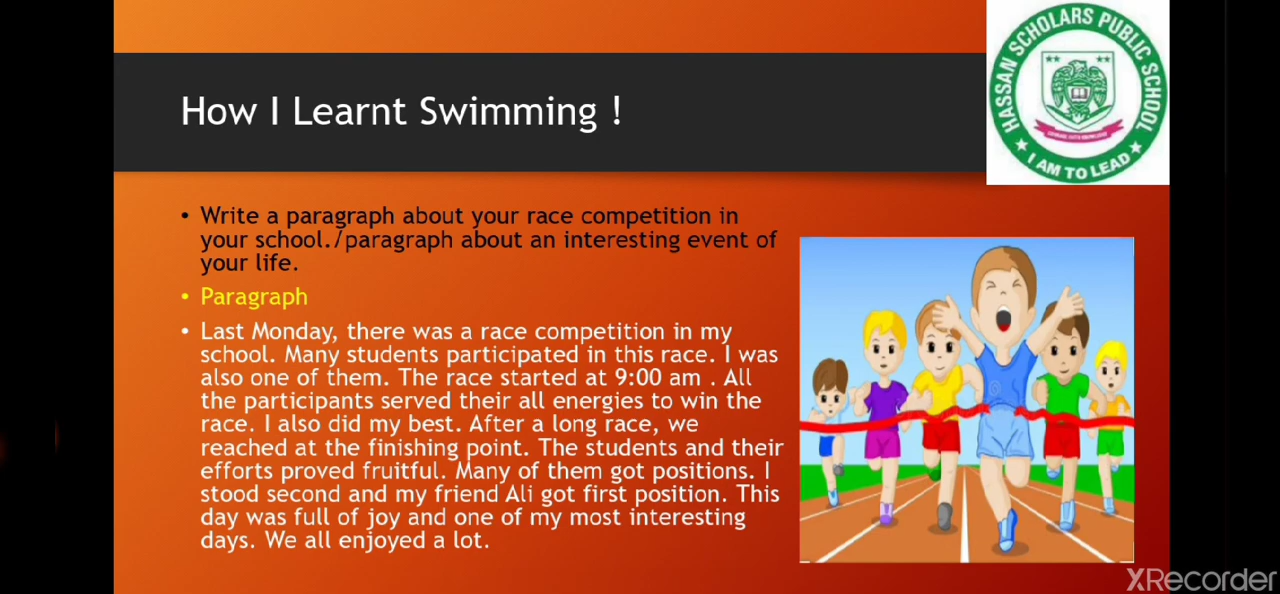 How I Learnt Swimming !
HASSAN SCHOLARS PUBLIC SCHOOL
I AM TO LEAD
• Write a paragraph about your race competition in
your school./paragraph about an interesting event of
your life.
• Paragraph
• Last Monday, there was a race competition in my
school. Many students participated in this race. I was
also one of them. The race started at 9:00 am . All
the participants served their all energies to win the
race. I also did my best. After a long race, we
reached at the finishing point. The students and their
efforts proved fruitful. Many of them got positions. I
stood second and my friend Ali got first position. This
day was full of joy and one of my most interesting
days. We all enjoyed a lot.
XRecorder